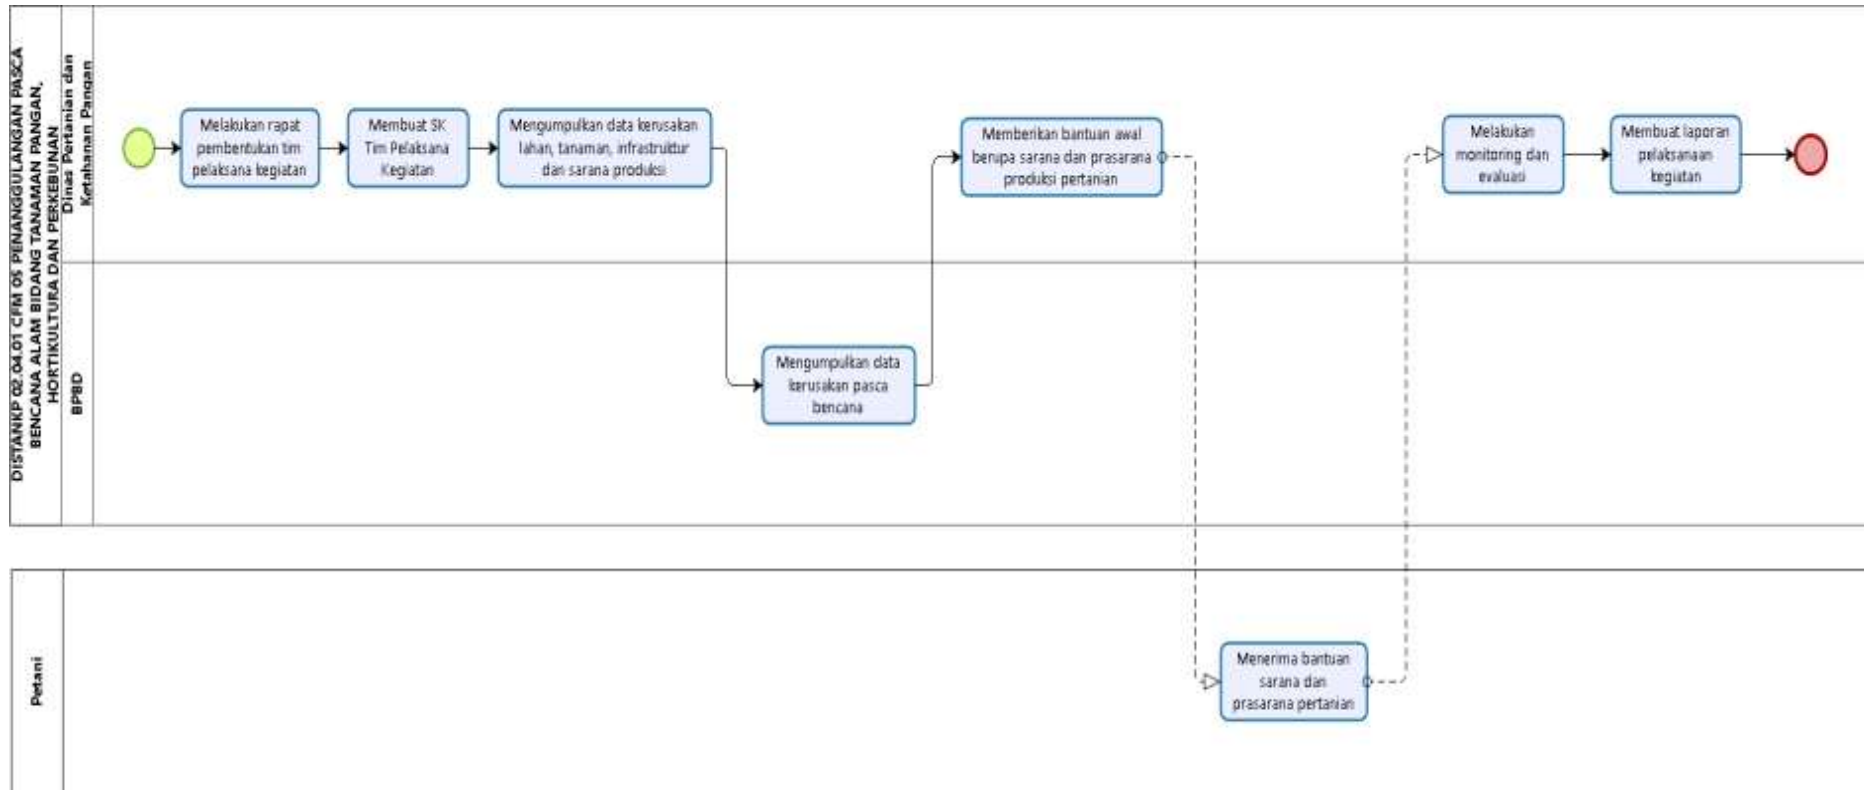 DISTANKP 02.04.01 CFM 05 PENANGGULANGAN PASCA
BENCANA ALAM BIDANG TANAMAN PANGAN,
HORTIKULTURA DAN PERKEBUNAN
Dinas Pertanian dan
Ketahanan Pangan
Melakukan rapat
pembentukan tim
pelaksana kegiatan
Membuat SK
Tim Pelaksana
Kegiatan
Mengumpulkan data kerusakan
lahan, tanaman, infrastruktur
dan sarana produksi
Memberikan bantuan awal
berupa sarana dan prasarana
produksi pertanian
Melakukan
monitoring dan
evaluasi
Membuat laporan
pelaksanaan
kegiatan
BPBD
Mengumpulkan data
kerusakan pasca
bencana
Petani
Menerima bantuan
sarana dan
prasarana pertanian